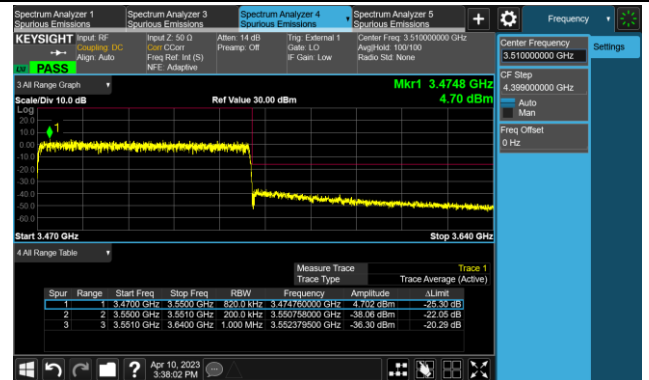 Spectrum Analyzer 1
Spurious Emissions
Spectrum Analyzer 3
Spurious Emissions
Spectrum Analyzer 4
Spurious Emissions
Spectrum Analyzer 5
Spurious Emissions
+
Frequency
KEYSIGHT
Input: RF
Coupling: DC
Align: Auto
Input Z: 50 Ω
Corr CCorr
Freq Ref: Int (S)
NFE: Adaptive
Atten: 14 dB
Preamp: Off
Trig: External 1
Gate: LO
IF Gain: Low
Center Freq: 3.510000000 GHz
Avg|Hold: 100/100
Radio Std: None
LXI PASS
3 All Range Graph
Mkr1 3.4748 GHz
4.70 dBm
Scale/Div 10.0 dB
Ref Value 30.00 dBm
Log
20.0
10.0
0.00
-10.0
-20.0
-30.0
-40.0
-50.0
-60.0
1
Start 3.470 GHz
Stop 3.640 GHz
4 All Range Table
Measure Trace Trace 1
Trace Type Trace Average (Active)
Spur Range Start Freq Stop Freq RBW Frequency Amplitude ΔLimit
1 1 3.4700 GHz 3.5500 GHz 820.0 kHz 3.474760000 GHz 4.702 dBm -25.30 dB
2 2 3.5500 GHz 3.5510 GHz 200.0 kHz 3.550758000 GHz -38.06 dBm -22.05 dB
3 3 3.5510 GHz 3.6400 GHz 1.000 MHz 3.552379500 GHz -36.30 dBm -20.29 dB
Center Frequency
3.510000000 GHz
Settings
CF Step
4.399000000 GHz
Auto
Man
Freq Offset
0 Hz
?
Apr 10, 2023
3:38:02 PM